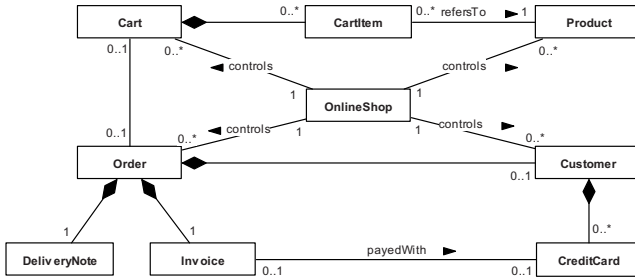 Cart 0..* CartItem 0..* refersTo ► 1 Product
0..1 0..* ◄ controls controls ► 0..*
1 OnlineShop 1
0..1 0..* ◄ controls 1 1 controls ► 0..*
Order 0..1 Customer
1 1 0..*
DeliveryNote Invoice 0..1 payedWith ► 0..1 CreditCard